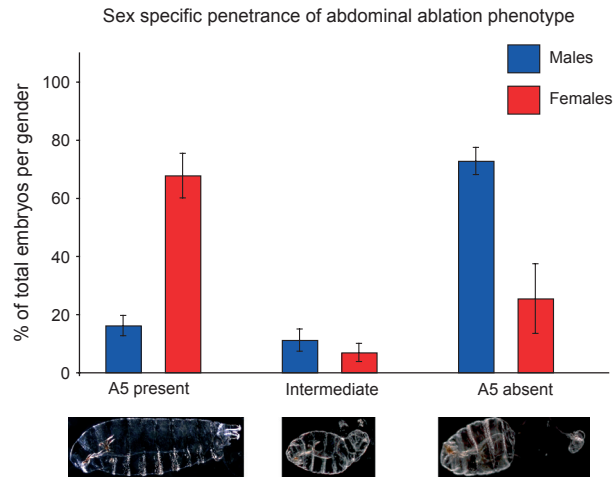 Sex specific penetrance of abdominal ablation phenotype
Males
Females
% of total embryos per gender
100
80
60
40
20
0
A5 present
Intermediate
A5 absent